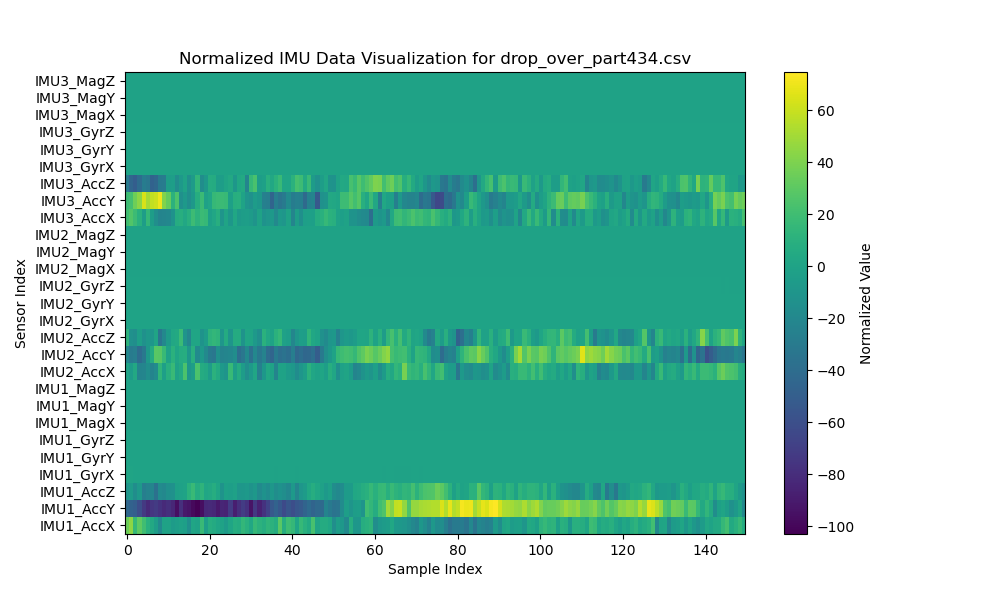 Normalized IMU Data Visualization for drop_over_part434.csv
IMU3_MagZ
IMU3_MagY
IMU3_MagX
IMU3_GyrZ
IMU3_GyrY
IMU3_GyrX
IMU3_AccZ
IMU3_AccY
IMU3_AccX
IMU2_MagZ
IMU2_MagY
IMU2_MagX
IMU2_GyrZ
IMU2_GyrY
IMU2_GyrX
IMU2_AccZ
IMU2_AccY
IMU2_AccX
IMU1_MagZ
IMU1_MagY
IMU1_MagX
IMU1_GyrZ
IMU1_GyrY
IMU1_GyrX
IMU1_AccZ
IMU1_AccY
IMU1_AccX
Sensor Index
0 20 40 60 80 100 120 140
Sample Index
60
40
20
0
−20
−40
−60
−80
−100
Normalized Value